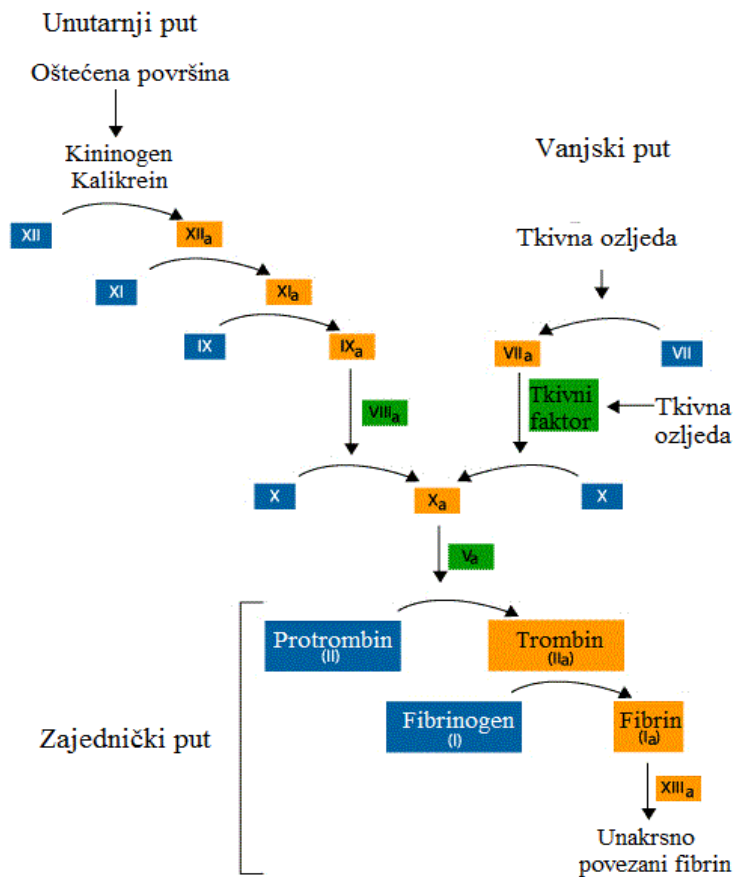 Unutarnji put
Oštećena površina
Kininogen
Kalikrein
Vanjski put
XII
XIIa
Tkivna ozljeda
XI
XIa
IX
IXa
VIIa
VII
VIIIa
Tkivni
faktor
Tkivna
ozljeda
X
Xa
X
Va
Protrombin
(II)
Trombin
(IIa)
Fibrinogen
(I)
Fibrin
(Ia)
Zajednički put
XIIIa
Unakrsno
povezani fibrin